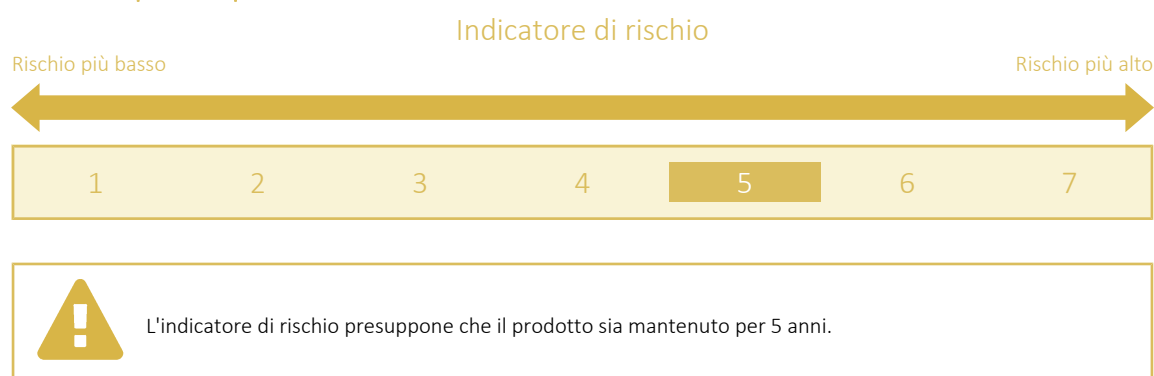 Indicatore di rischio
Rischio più basso Rischio più alto
1 2 3 4 5 6 7
L'indicatore di rischio presuppone che il prodotto sia mantenuto per 5 anni.